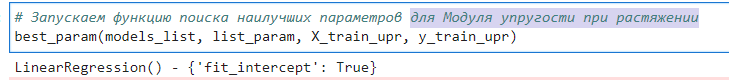 # Запускаем функцию поиска наилучших параметров для Модуля упругости при растяжении
best_param(models_list, list_param, X_train_upr, y_train_upr)
LinearRegression() - {'fit_intercept': True}